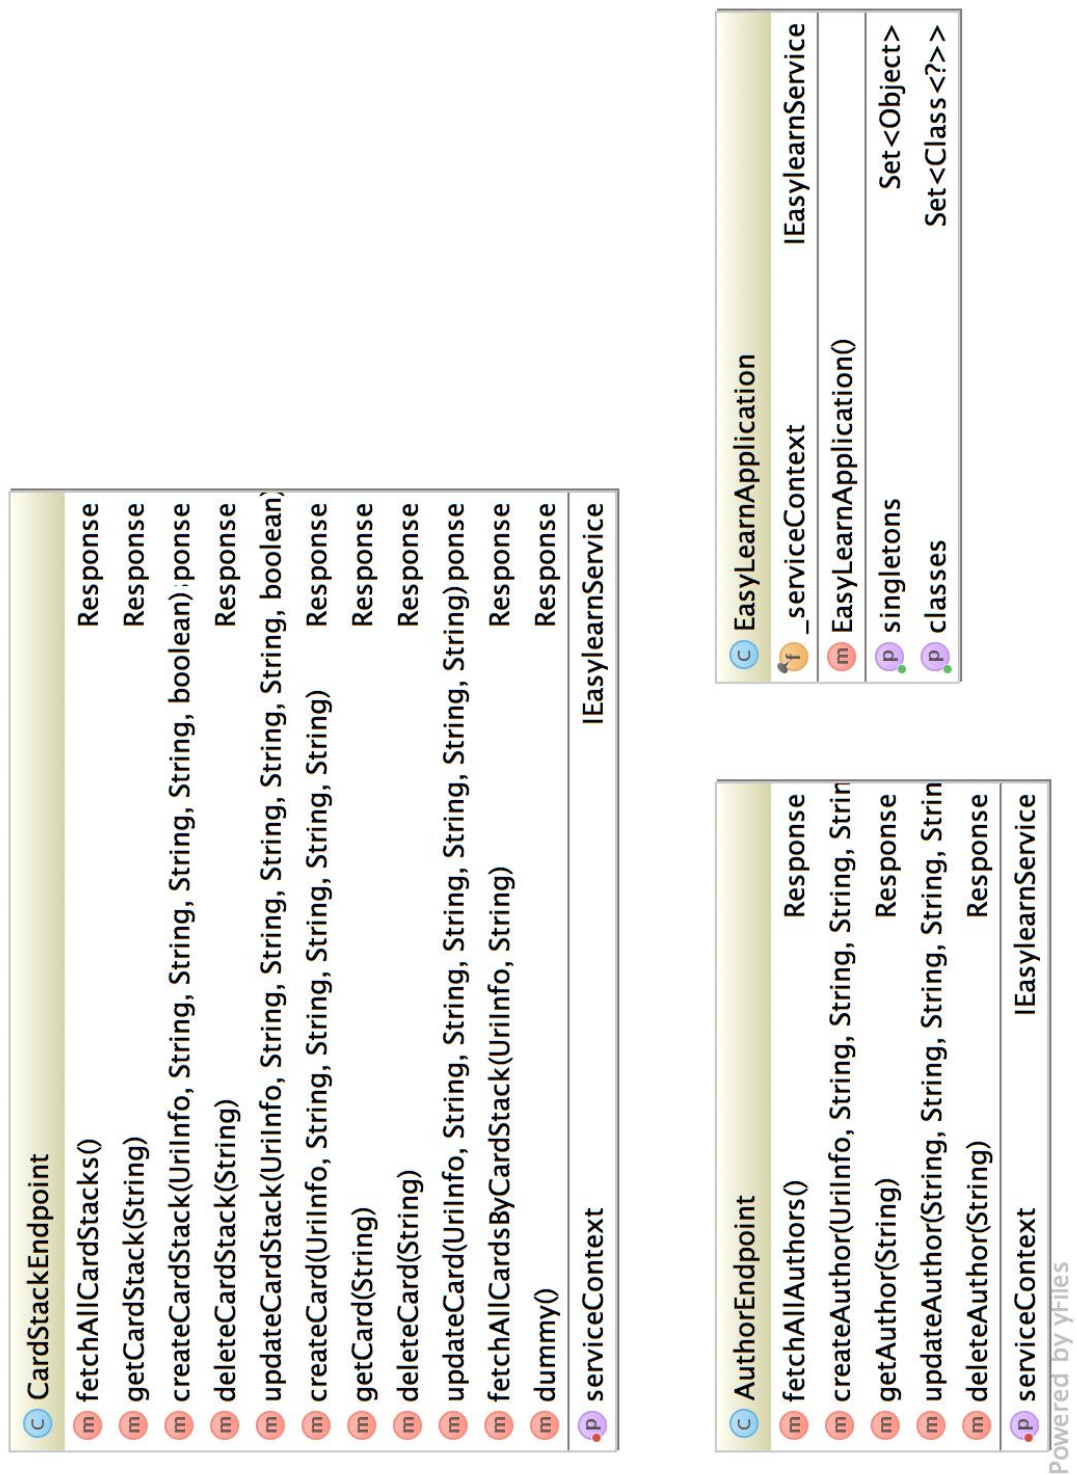 CardStackEndpoint
fetchAllCardStacks() Response
getCardStack(String) Response
createCardStack(UriInfo, String, String, String, String, boolean) ponse
deleteCardStack(String) Response
updateCardStack(UriInfo, String, String, String, String, String, boolean)
createCard(UriInfo, String, String, String, String, String) Response
getCard(String) Response
deleteCard(String) Response
updateCard(UriInfo, String, String, String, String, String, String) ponse
fetchAllCardsByCardStack(UriInfo, String) Response
dummy() Response
serviceContext IEasylearnService
AuthorEndpoint
fetchAllAuthors() Response
createAuthor(UriInfo, String, String, String, Strin
getAuthor(String) Response
updateAuthor(String, String, String, String, Strin
deleteAuthor(String) Response
serviceContext IEasylearnService
EasyLearnApplication
_serviceContext IEasylearnService
EasyLearnApplication()
singletons Set<Object>
classes Set<Class<?>>
Powered by yFiles